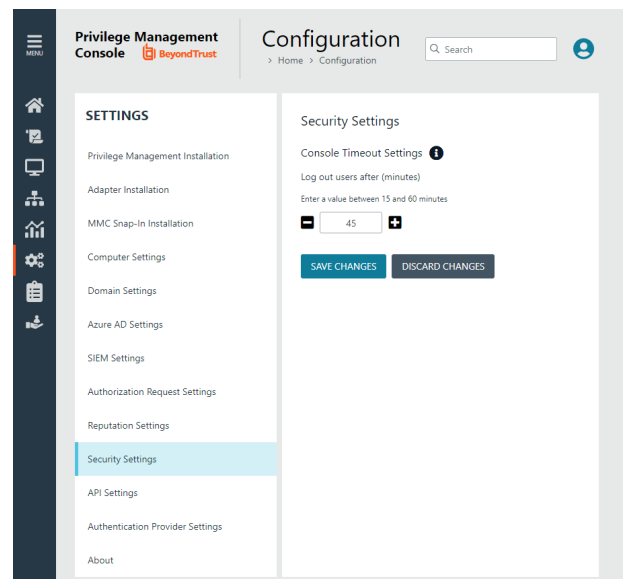 MENU
Privilege Management
Console BeyondTrust
Configuration
> Home > Configuration
Search
SETTINGS
Privilege Management Installation
Adapter Installation
MMC Snap-In Installation
Computer Settings
Domain Settings
Azure AD Settings
SIEM Settings
Authorization Request Settings
Reputation Settings
Security Settings
API Settings
Authentication Provider Settings
About
Security Settings
Console Timeout Settings
Log out users after (minutes)
Enter a value between 15 and 60 minutes
45
SAVE CHANGES DISCARD CHANGES